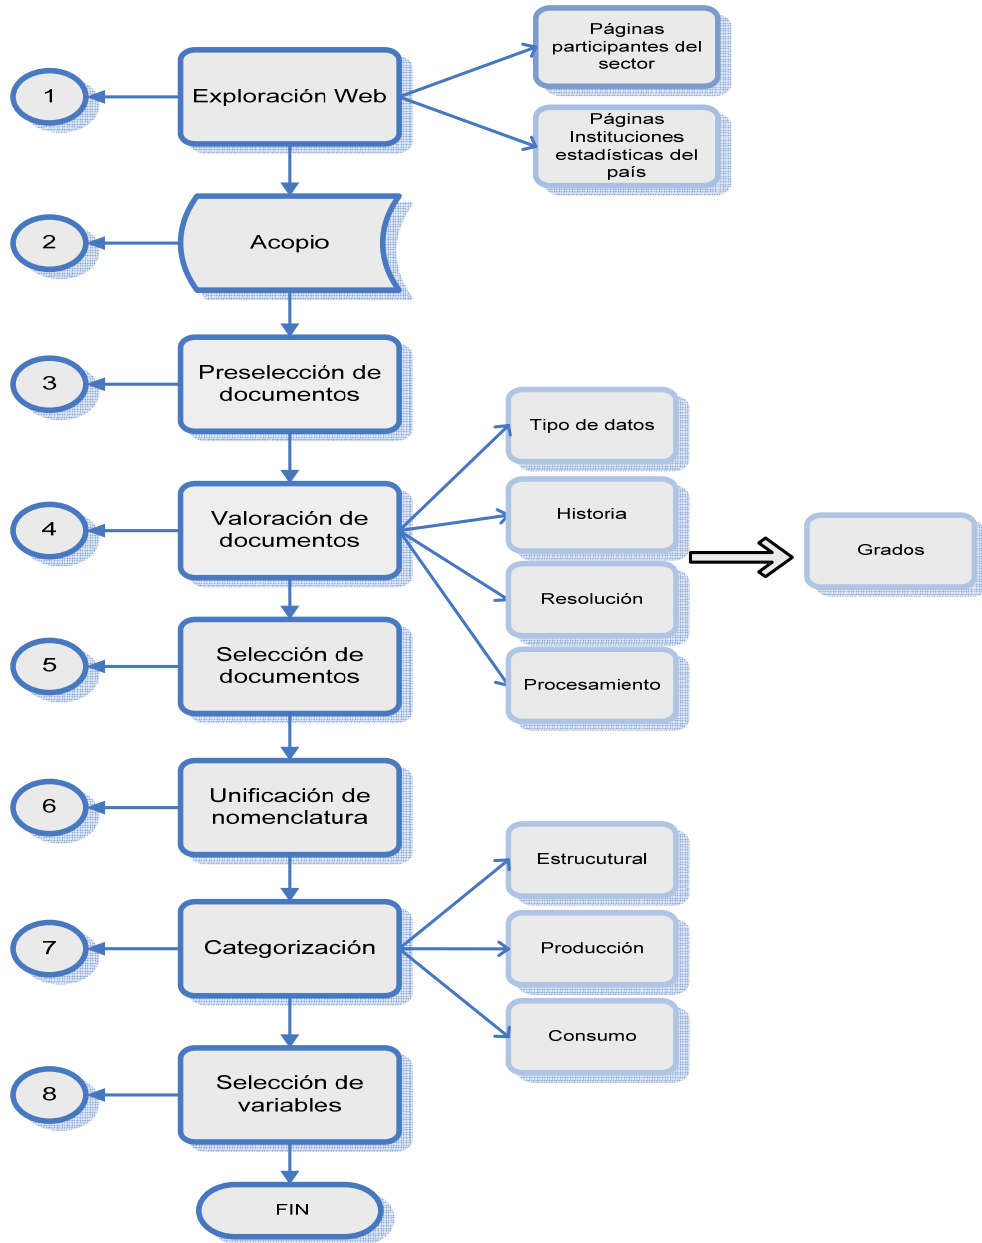 1
Exploración Web
Páginas
participantes del
sector
Páginas
Instituciones
estadísticas del
país
2
Acopio
3
Preselección de
documentos
4
Valoración de
documentos
Tipo de datos
Historia
Resolución
Procesamiento
Grados
5
Selección de
documentos
6
Unificación de
nomenclatura
7
Categorización
Estrucutural
Producción
Consumo
8
Selección de
variables
FIN